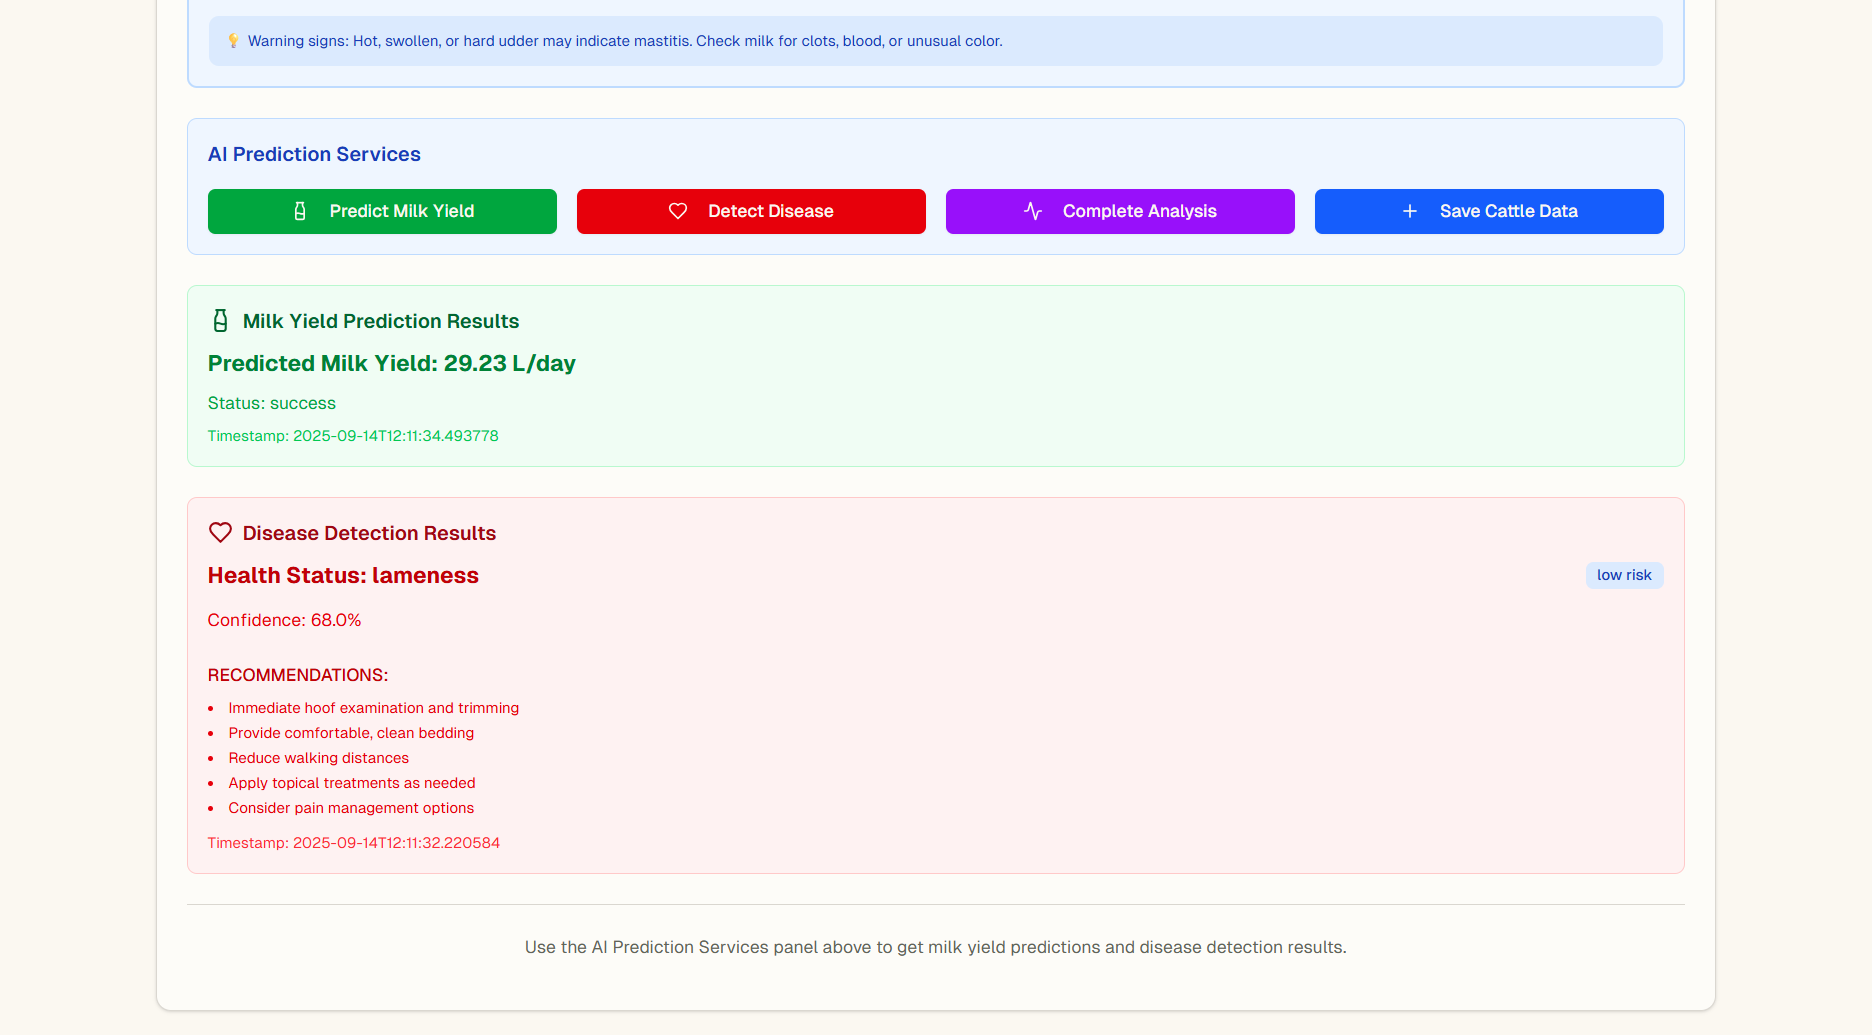 💡 Warning signs: Hot, swollen, or hard udder may indicate mastitis. Check milk for clots, blood, or unusual color.
AI Prediction Services
Predict Milk Yield
Detect Disease
Complete Analysis
Save Cattle Data
Milk Yield Prediction Results
Predicted Milk Yield: 29.23 L/day
Status: success
Timestamp: 2025-09-14T12:11:34.493778
Disease Detection Results
Health Status: lameness
low risk
Confidence: 68.0%
RECOMMENDATIONS:
• Immediate hoof examination and trimming
• Provide comfortable, clean bedding
• Reduce walking distances
• Apply topical treatments as needed
• Consider pain management options
Timestamp: 2025-09-14T12:11:32.220584
Use the AI Prediction Services panel above to get milk yield predictions and disease detection results.